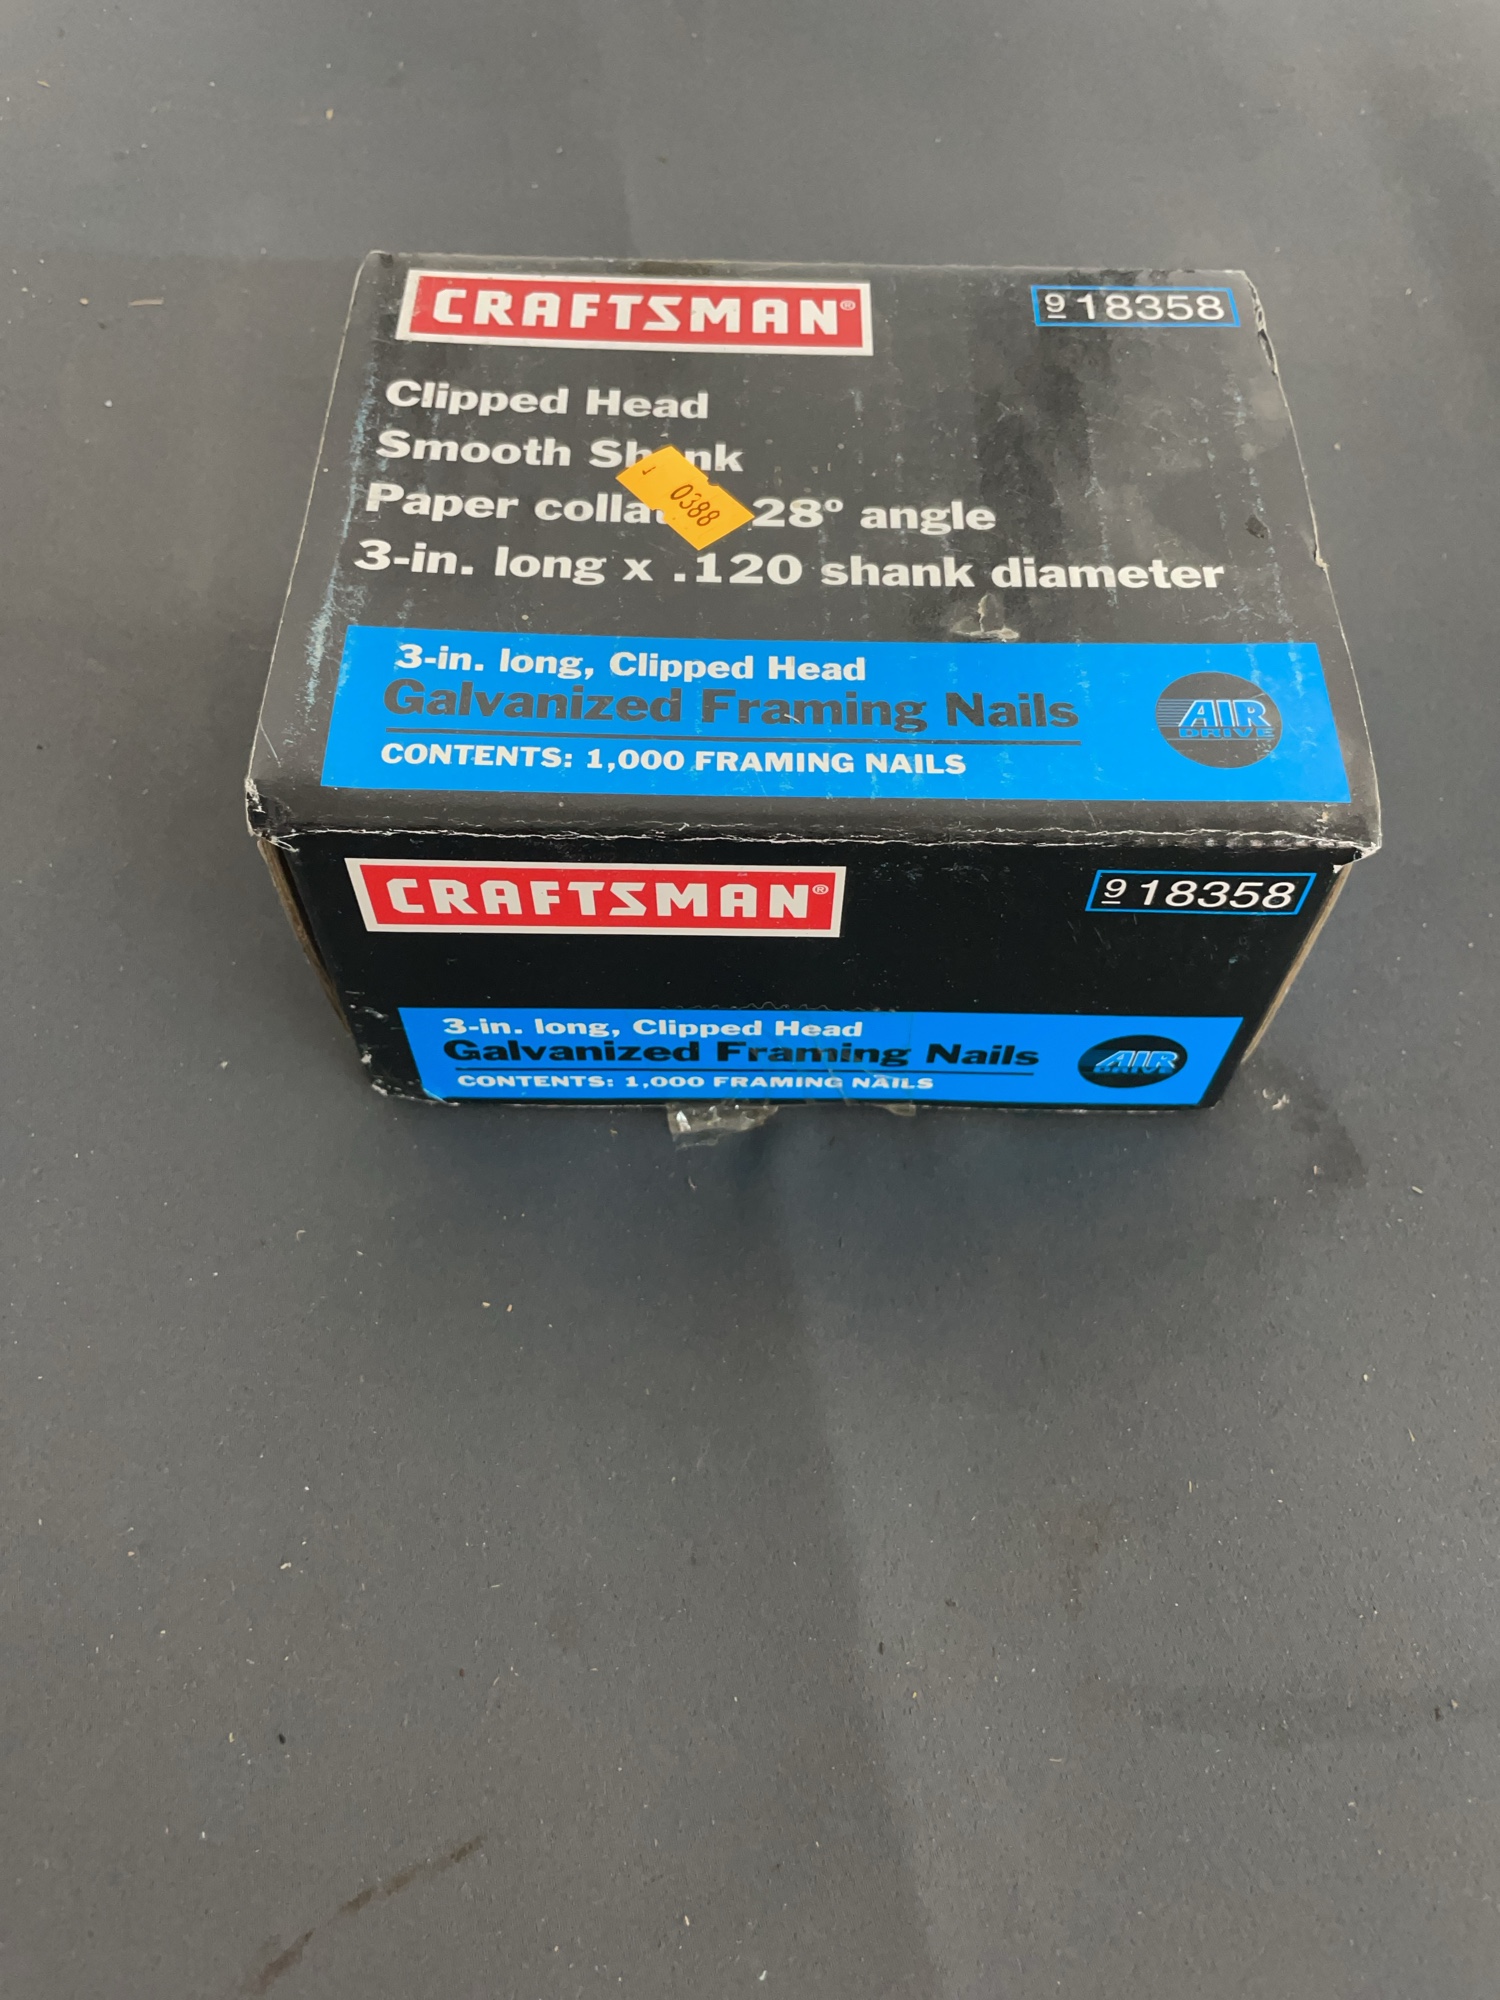 CRAFTSMAN®
9 18358
Clipped Head
Smooth Sh nk
Paper colla 28° angle
3-in. long x .120 shank diameter
0388
3-in. long, Clipped Head
Galvanized Framing Nails
CONTENTS: 1,000 FRAMING NAILS
AIR
DRIVE
CRAFTSMAN®
9 18358
3-in. long, Clipped Head
Galvanized Framing Nails
CONTENTS: 1,000 FRAMING NAILS
AIR
DRIVE